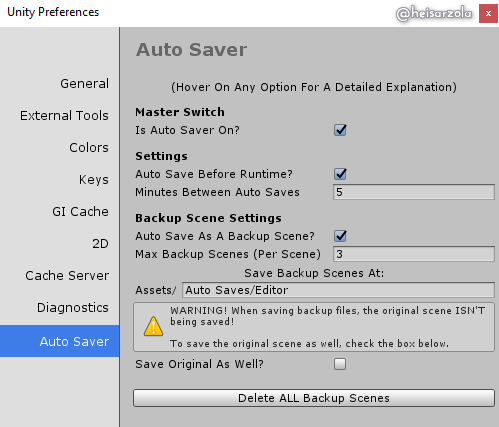 Unity Preferences
@heisarzola
x
Auto Saver
(Hover On Any Option For A Detailed Explanation)
General
External Tools
Colors
Keys
GI Cache
2D
Cache Server
Diagnostics
Auto Saver
Master Switch
Is Auto Saver On?
Settings
Auto Save Before Runtime?
Minutes Between Auto Saves 5
Backup Scene Settings
Auto Save As A Backup Scene?
Max Backup Scenes (Per Scene) 3
Save Backup Scenes At:
Assets/ Auto Saves/Editor
WARNING! When saving backup files, the original scene ISN'T
being saved!
To save the original scene as well, check the box below.
Save Original As Well?
Delete ALL Backup Scenes